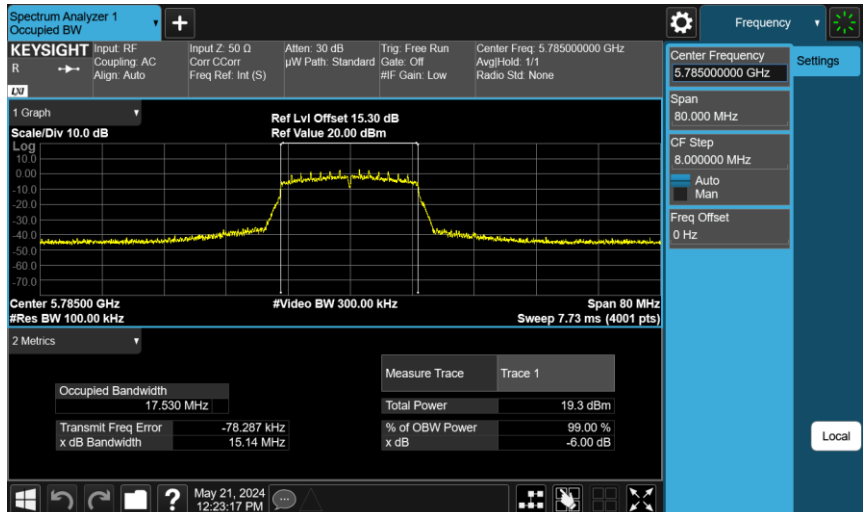 Spectrum Analyzer 1
Occupied BW
+
Frequency
KEYSIGHT
R
LXI
Input: RF
Coupling: AC
Align: Auto
Input Z: 50 Ω
Corr CCorr
Freq Ref: Int (S)
Atten: 30 dB
µW Path: Standard
Trig: Free Run
Gate: Off
#IF Gain: Low
Center Freq: 5.785000000 GHz
Avg|Hold: 1/1
Radio Std: None
Center Frequency
5.785000000 GHz
Settings
Span
80.000 MHz
CF Step
8.000000 MHz
Auto
Man
Freq Offset
0 Hz
Local
1 Graph
Scale/Div 10.0 dB
Ref Lvl Offset 15.30 dB
Ref Value 20.00 dBm
Log
10.0
0.00
-10.0
-20.0
-30.0
-40.0
-50.0
-60.0
-70.0
Center 5.78500 GHz
#Video BW 300.00 kHz
Span 80 MHz
#Res BW 100.00 kHz
Sweep 7.73 ms (4001 pts)
2 Metrics
Measure Trace Trace 1
Occupied Bandwidth
17.530 MHz
Total Power 19.3 dBm
Transmit Freq Error -78.287 kHz
% of OBW Power 99.00 %
x dB Bandwidth 15.14 MHz
x dB -6.00 dB
?
May 21, 2024
12:23:17 PM